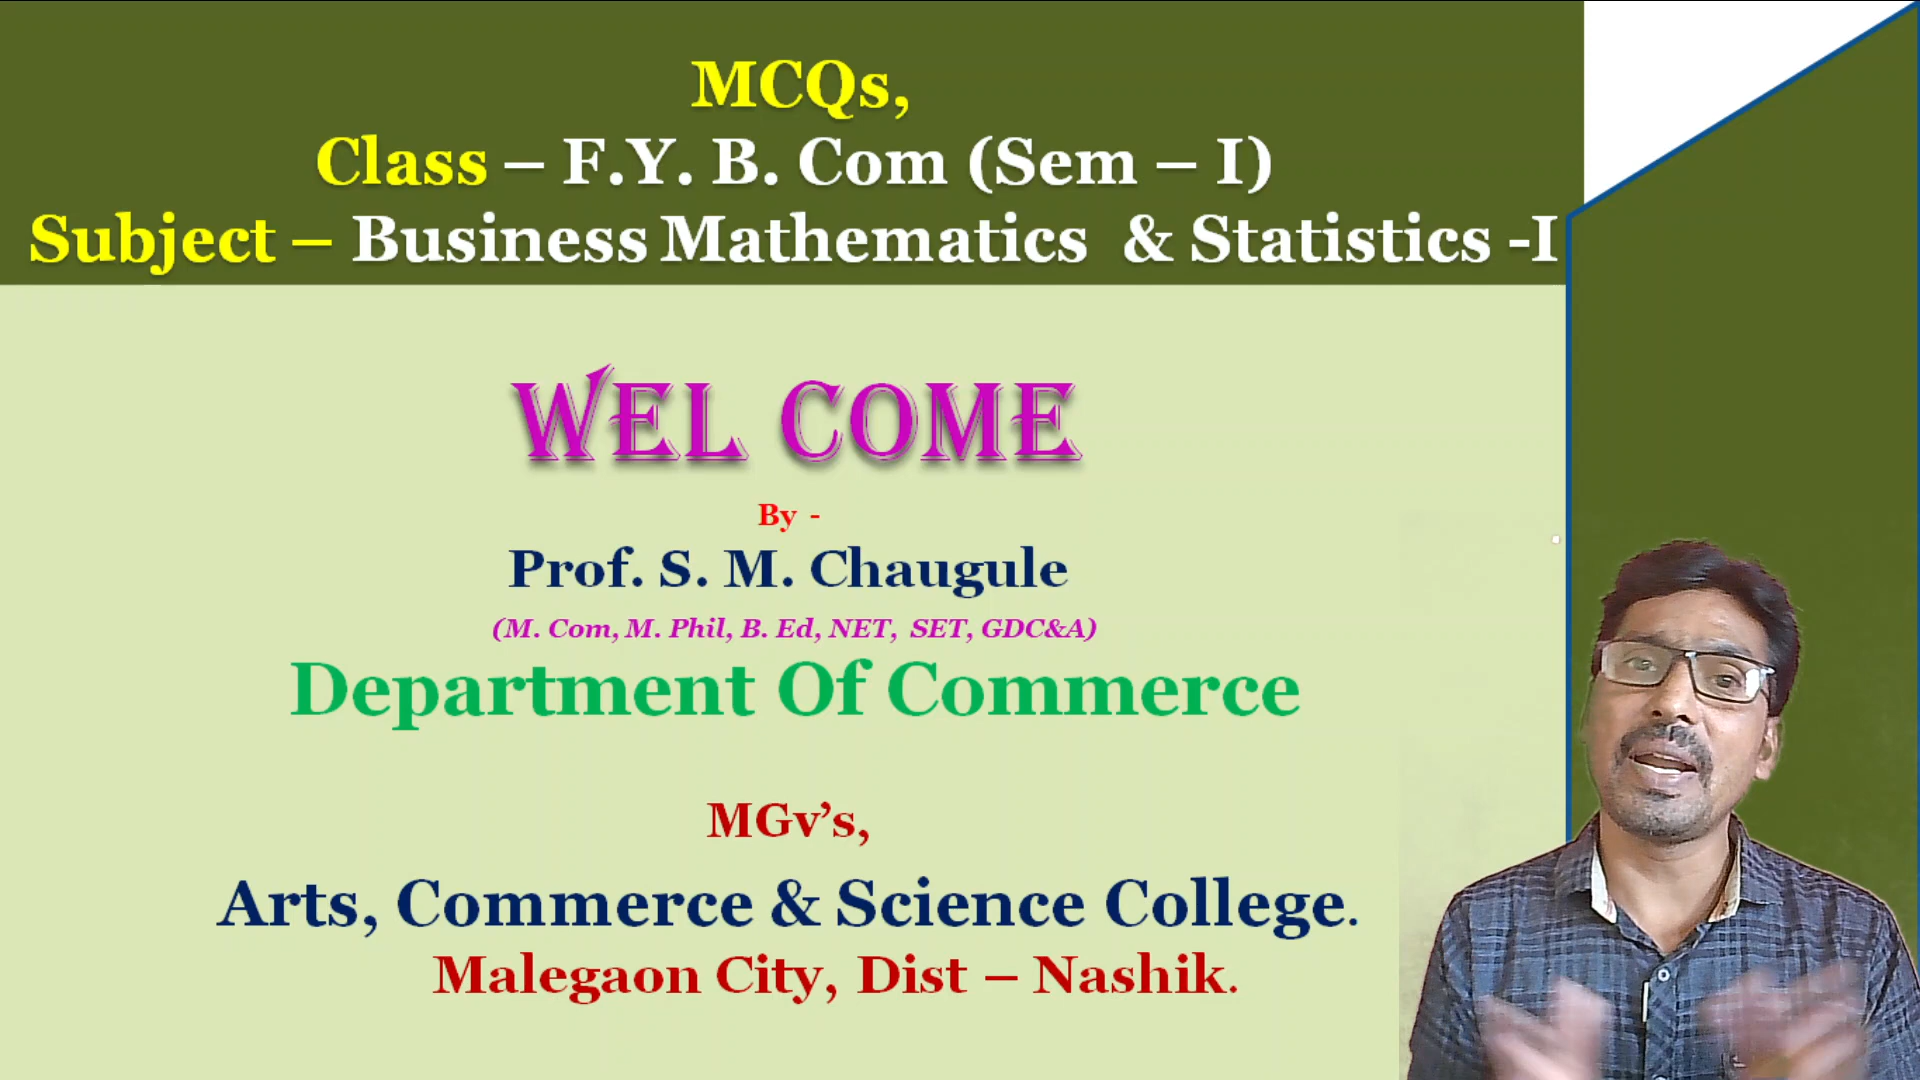 MCQs,
Class – F.Y. B. Com (Sem – I)
Subject – Business Mathematics & Statistics -I
WEL COME
By -
Prof. S. M. Chaugule
(M. Com, M. Phil, B. Ed, NET, SET, GDC&A)
Department Of Commerce
MGv’s,
Arts, Commerce & Science College.
Malegaon City, Dist – Nashik.